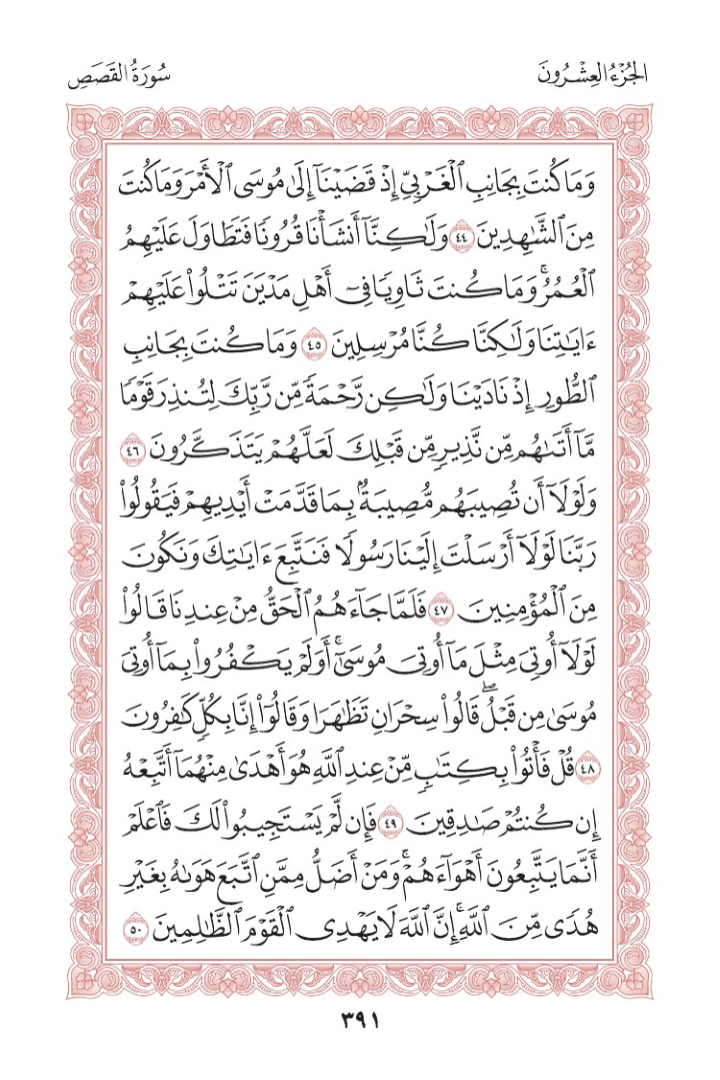 الجُزْءُ العِشْرُونَ
سُورَةُ القَصَصِ
وَمَا كُنتَ بِجَانِبِ ٱلْغَرْبِيِّ إِذْ قَضَيْنَآ إِلَىٰ مُوسَى ٱلْأَمْرَ وَمَا كُنتَ
مِنَ ٱلشَّٰهِدِينَ ٤٤ وَلَٰكِنَّآ أَنشَأْنَا قُرُونًا فَتَطَاوَلَ عَلَيْهِمُ
ٱلْعُمُرُۚ وَمَا كُنتَ ثَاوِيًا فِىٓ أَهْلِ مَدْيَنَ تَتْلُوا۟ عَلَيْهِمْ
ءَايَٰتِنَا وَلَٰكِنَّا كُنَّا مُرْسِلِينَ ٤٥ وَمَا كُنتَ بِجَانِبِ
ٱلطُّورِ إِذْ نَادَيْنَا وَلَٰكِن رَّحْمَةً مِّن رَّبِّكَ لِتُنذِرَ قَوْمًا
مَّآ أَتَىٰهُم مِّن نَّذِيرٍ مِّن قَبْلِكَ لَعَلَّهُمْ يَتَذَكَّرُونَ ٤٦
وَلَوْلَآ أَن تُصِيبَهُم مُّصِيبَةٌۢ بِمَا قَدَّمَتْ أَيْدِيهِمْ فَيَقُولُوا۟
رَبَّنَا لَوْلَآ أَرْسَلْتَ إِلَيْنَا رَسُولًا فَنَتَّبِعَ ءَايَٰتِكَ وَنَكُونَ
مِنَ ٱلْمُؤْمِنِينَ ٤٧ فَلَمَّا جَآءَهُمُ ٱلْحَقُّ مِنْ عِندِنَا قَالُوا۟
لَوْلَآ أُوتِىَ مِثْلَ مَآ أُوتِىَ مُوسَىٰٓۚ أَوَلَمْ يَكْفُرُوا۟ بِمَآ أُوتِىَ
مُوسَىٰ مِن قَبْلُۖ قَالُوا۟ سِحْرَانِ تَظَٰهَرَا وَقَالُوٓا۟ إِنَّا بِكُلٍّ كَٰفِرُونَ
٤٨ قُلْ فَأْتُوا۟ بِكِتَٰبٍ مِّنْ عِندِ ٱللَّهِ هُوَ أَهْدَىٰ مِنْهُمَآ أَتَّبِعْهُ
إِن كُنتُمْ صَٰدِقِينَ ٤٩ فَإِن لَّمْ يَسْتَجِيبُوا۟ لَكَ فَٱعْلَمْ
أَنَّمَا يَتَّبِعُونَ أَهْوَآءَهُمْۚ وَمَنْ أَضَلُّ مِمَّنِ ٱتَّبَعَ هَوَىٰهُ بِغَيْرِ
هُدًى مِّنَ ٱللَّهِۚ إِنَّ ٱللَّهَ لَا يَهْدِى ٱلْقَوْمَ ٱلظَّٰلِمِينَ ٥٠
٣٩١